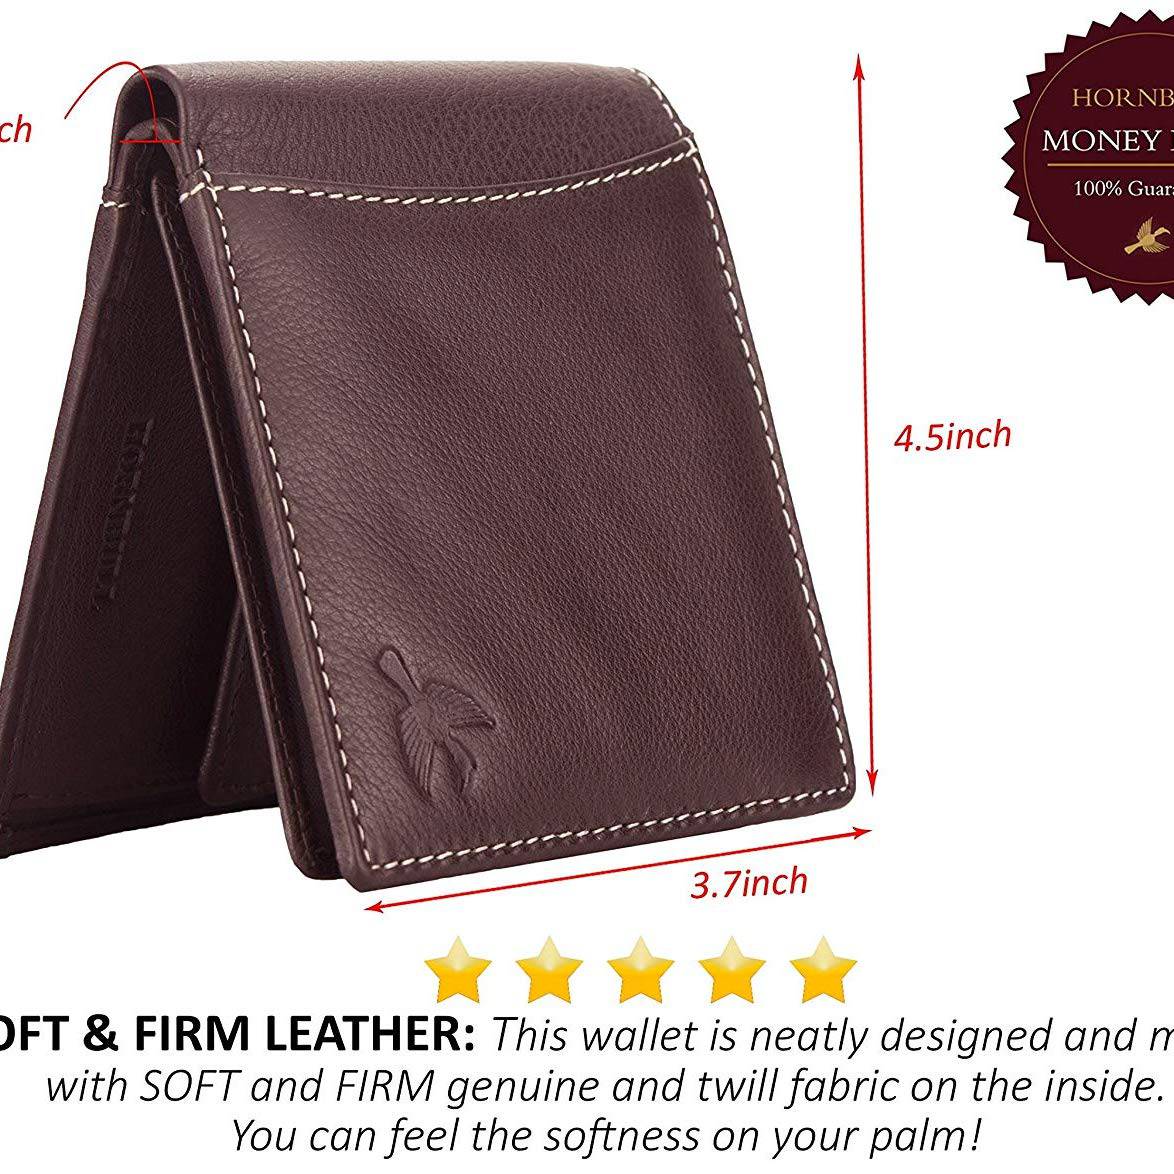 HORNB
MONEY
100% Guara
ch
4.5inch
HORNBULL
3.7inch
OFT & FIRM LEATHER: This wallet is neatly designed and m
with SOFT and FIRM genuine and twill fabric on the inside.
You can feel the softness on your palm!